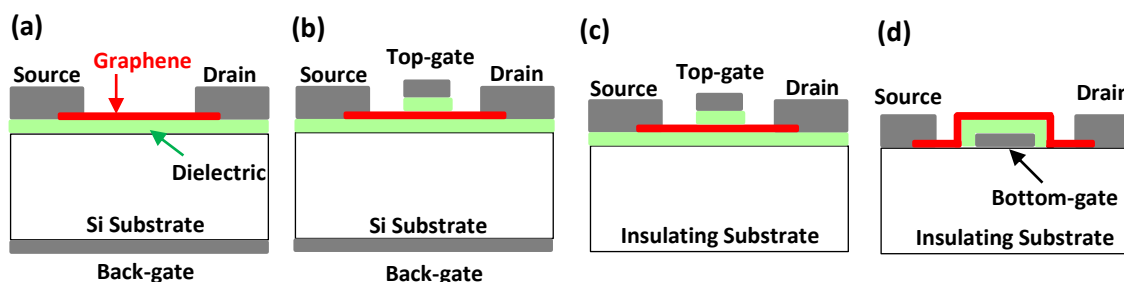 (a)
Graphene
Source
Drain
Dielectric
Si Substrate
Back-gate
(b)
Top-gate
Source
Drain
Si Substrate
Back-gate
(c)
Top-gate
Source
Drain
Insulating Substrate
(d)
Source
Drain
Bottom-gate
Insulating Substrate